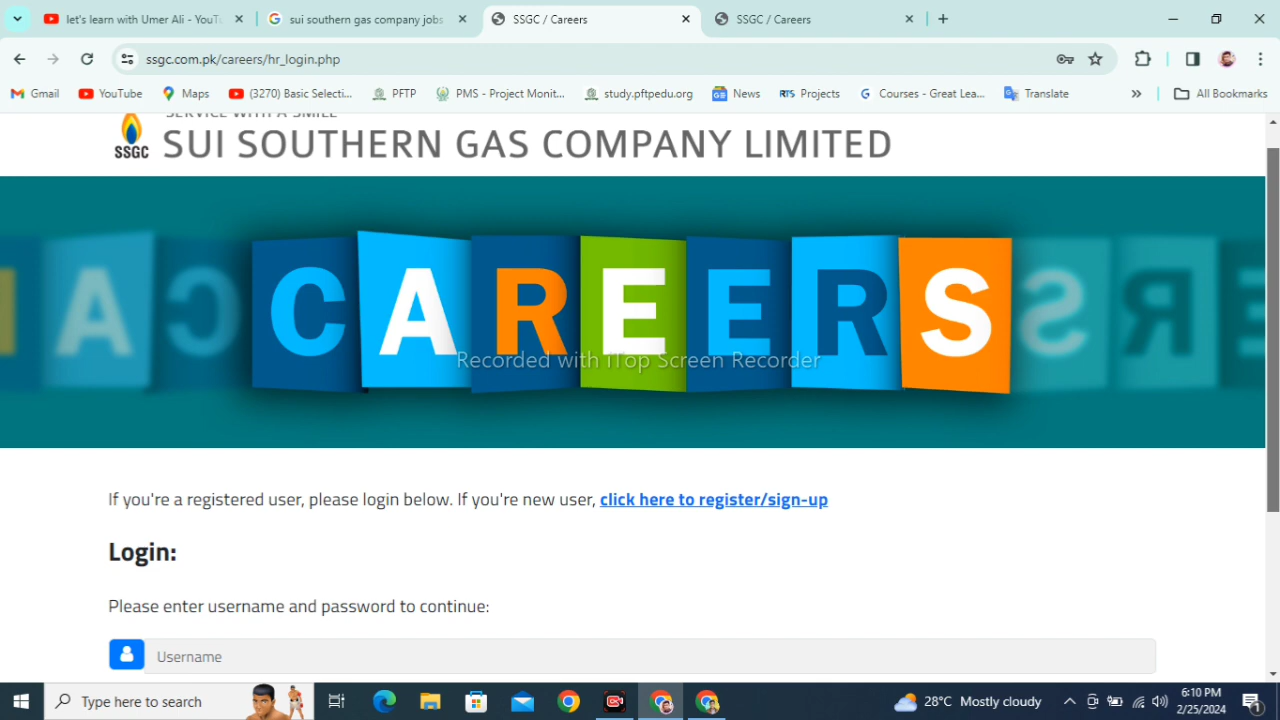 let's learn with Umer Ali - YouTu
sui southern gas company jobs
SSGC / Careers
SSGC / Careers
ssgc.com.pk/careers/hr_login.php
Gmail
YouTube
Maps
(3270) Basic Selecti...
PFTP
PMS - Project Monit...
study.pftpedu.org
News
RTS Projects
Courses - Great Lea...
Translate
All Bookmarks
SERVICE WITH A SMILE
SSGC SUI SOUTHERN GAS COMPANY LIMITED
CAREERS
Recorded with iTop Screen Recorder
If you're a registered user, please login below. If you're new user, click here to register/sign-up
Login:
Please enter username and password to continue:
Username
Type here to search
28°C Mostly cloudy
6:10 PM
2/25/2024
1